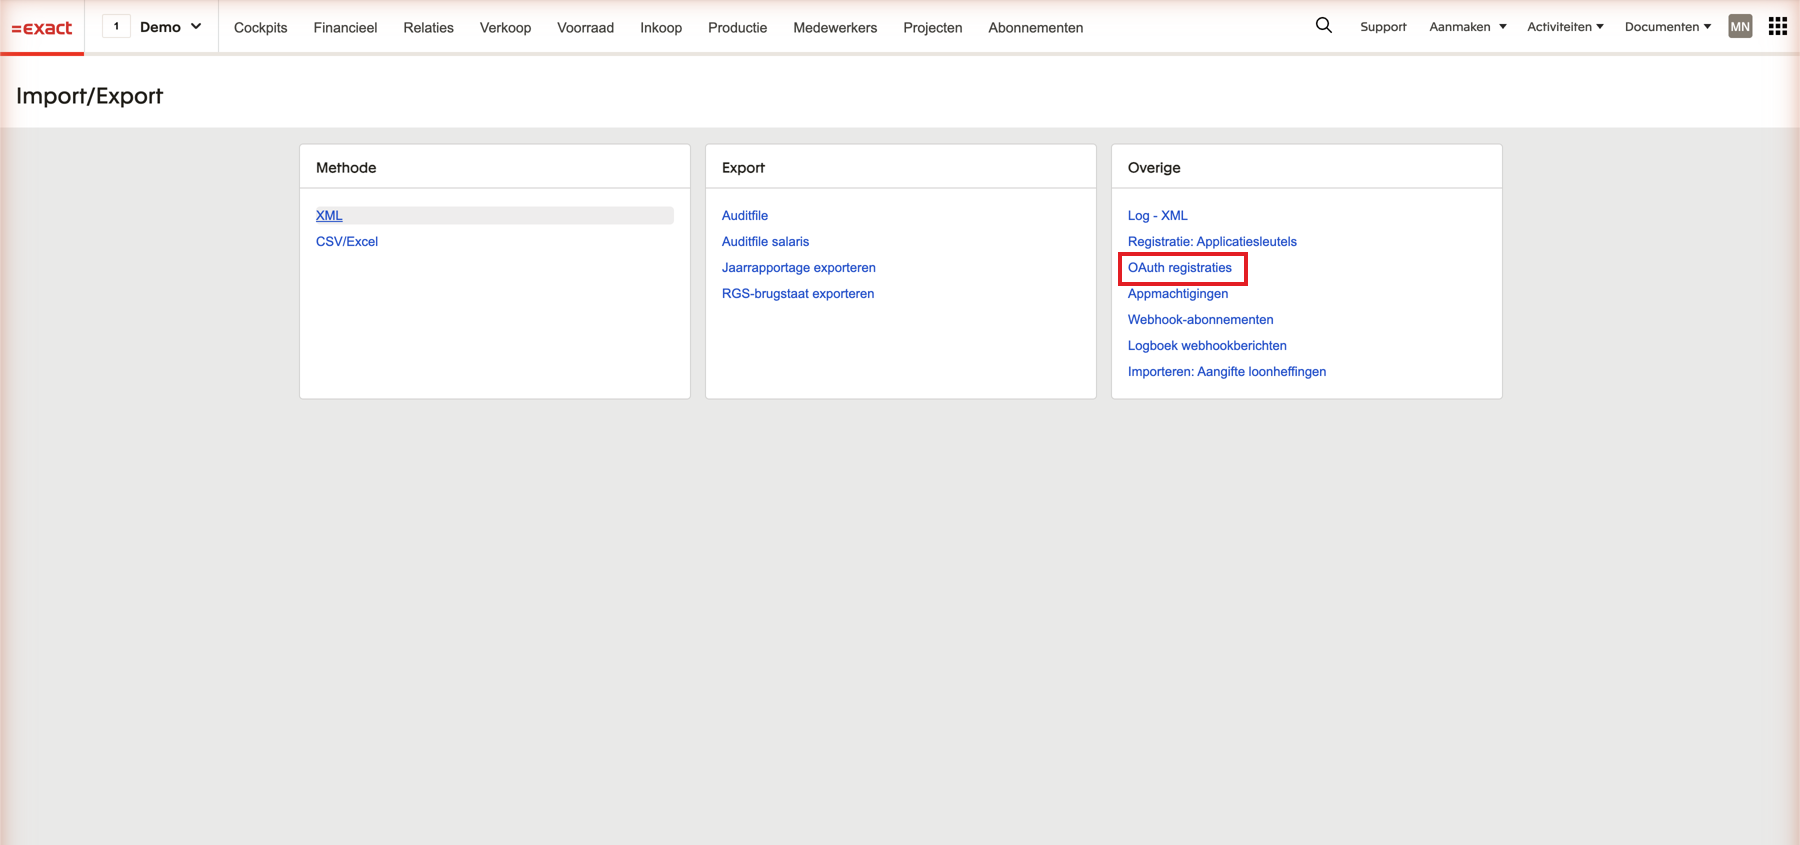 =exact 1 Demo Cockpits Financieel Relaties Verkoop Voorraad Inkoop Productie Medewerkers Projecten Abonnementen Support Aanmaken Activiteiten Documenten MN
Import/Export
Methode
XML
CSV/Excel
Export
Auditfile
Auditfile salaris
Jaarrapportage exporteren
RGS-brugstaat exporteren
Overige
Log - XML
Registratie: Applicatiesleutels
OAuth registraties
Appmachtigingen
Webhook-abonnementen
Logboek webhookberichten
Importeren: Aangifte loonheffingen